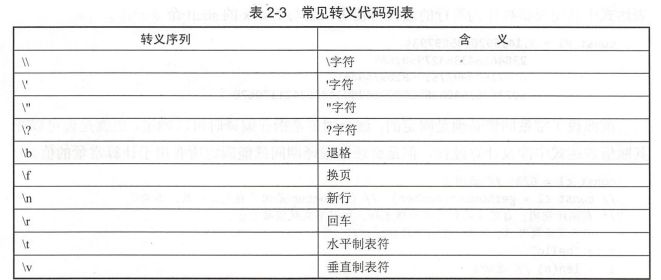 表 2-3 常见转义代码列表
转义序列 含 义
\\ \字符
\' '字符
\" "字符
\? ?字符
\b 退格
\f 换页
\n 新行
\r 回车
\t 水平制表符
\v 垂直制表符